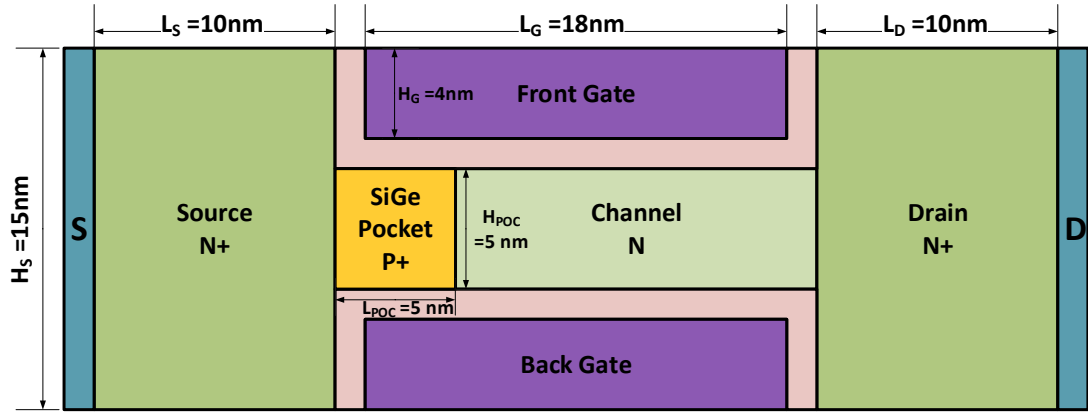 L_S =10nm
L_G =18nm
L_D =10nm
H_G =4nm
Front Gate
H_S =15nm
S
Source
N+
SiGe
Pocket
P+
H_POC
=5 nm
Channel
N
Drain
N+
D
L_POC =5 nm
Back Gate